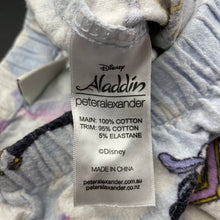 Disney
Aladdin
peteralexander
MAIN: 100% COTTON
TRIM: 95% COTTON
5% ELASTANE
©Disney
MADE IN CHINA
peteralexander.com.au
peteralexander.co.nz